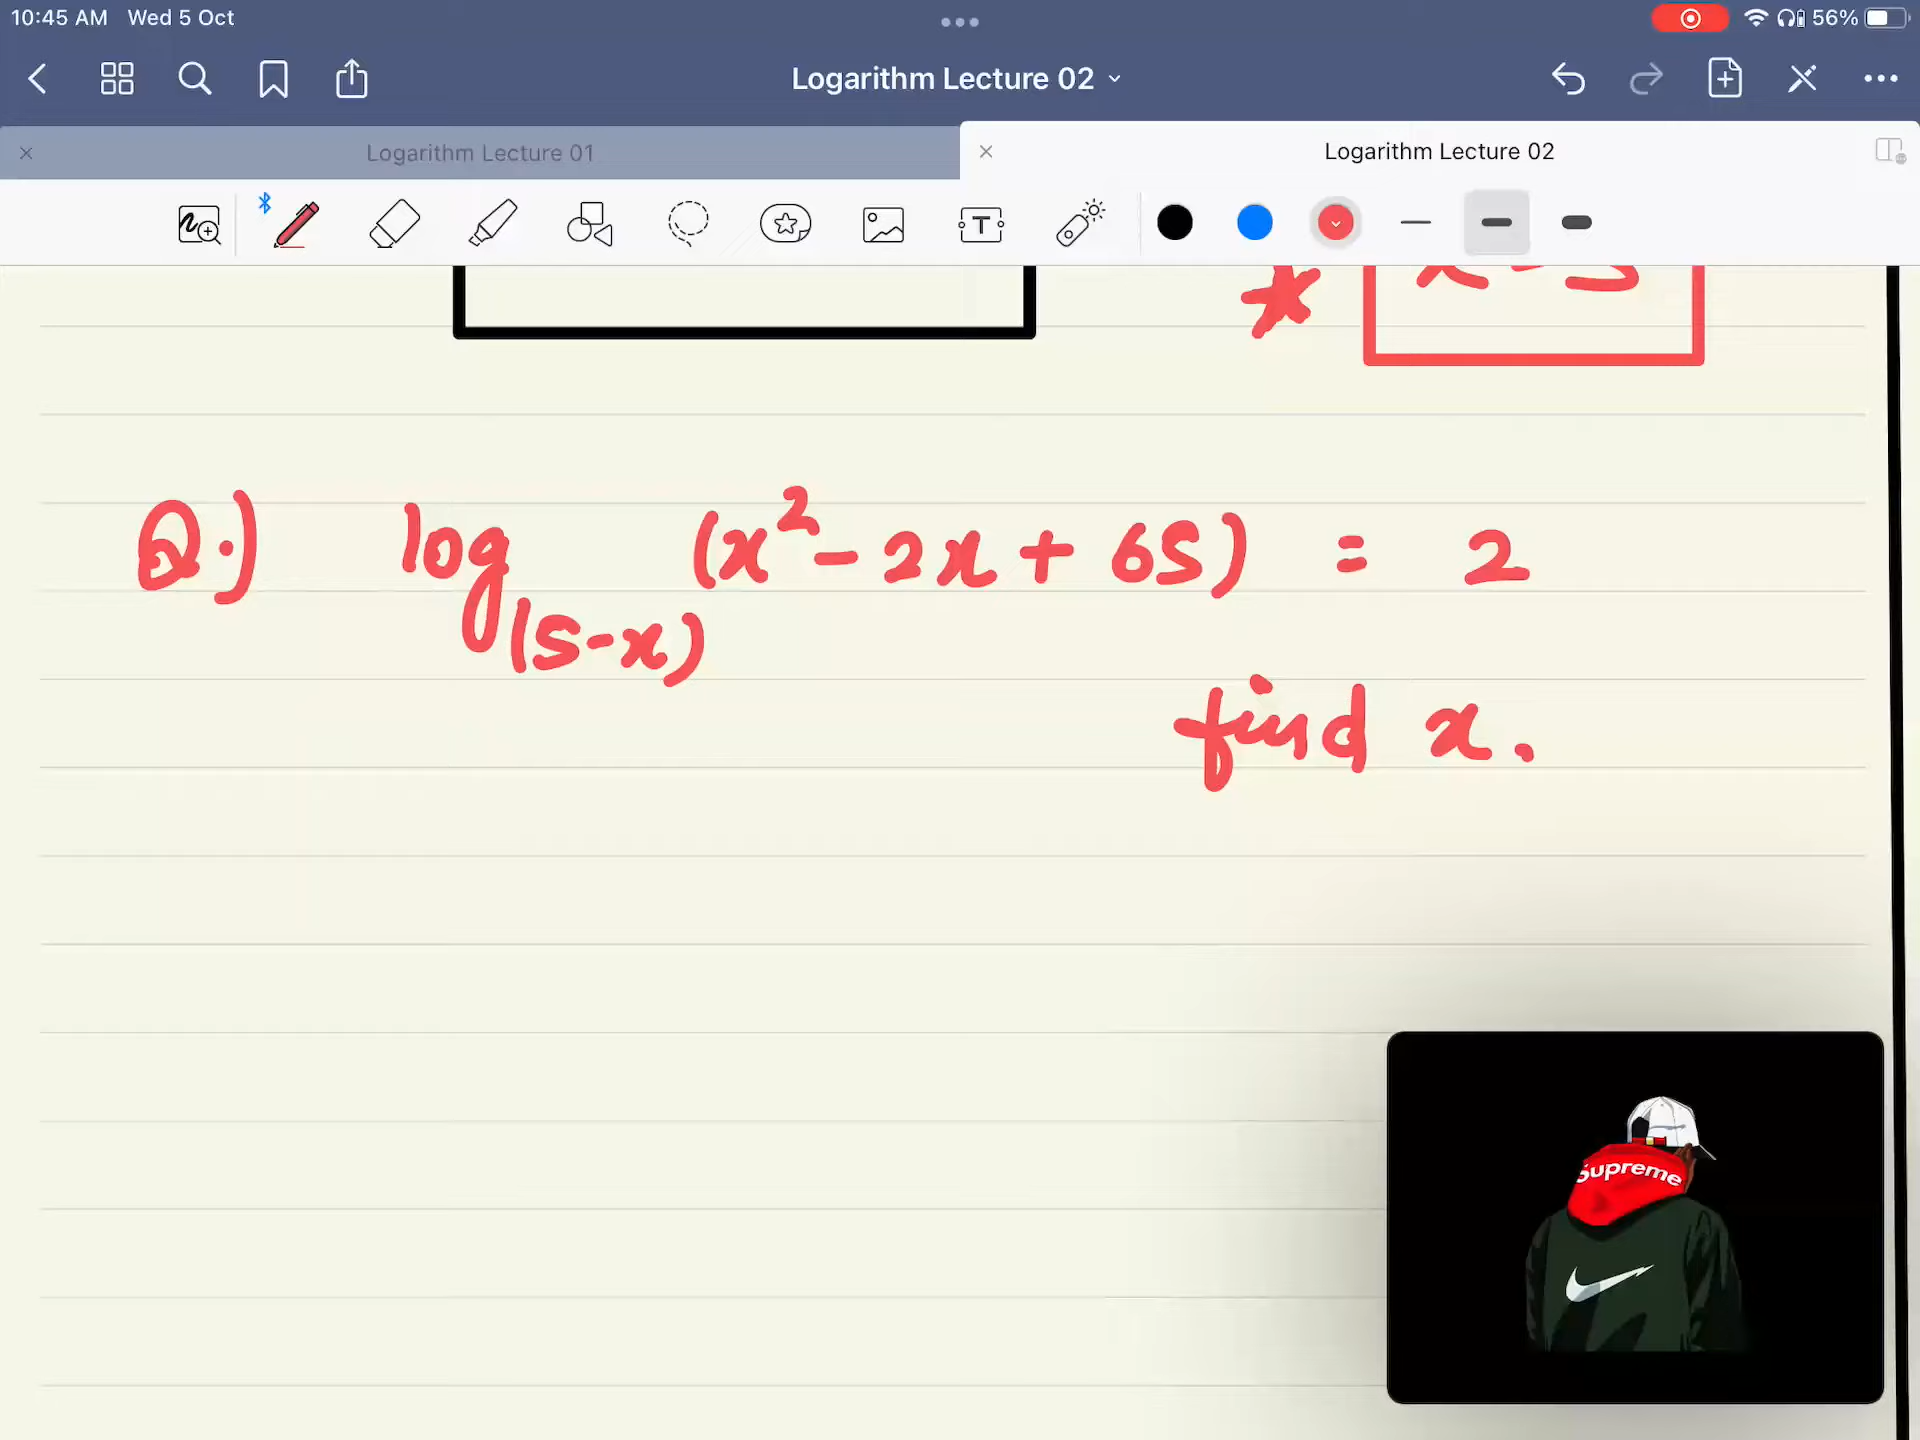 10:45 AM Wed 5 Oct
56%
Logarithm Lecture 02
Logarithm Lecture 01
Logarithm Lecture 02
T
Q.) log(5-x) (x² - 2x + 65) = 2
find x.
Supreme